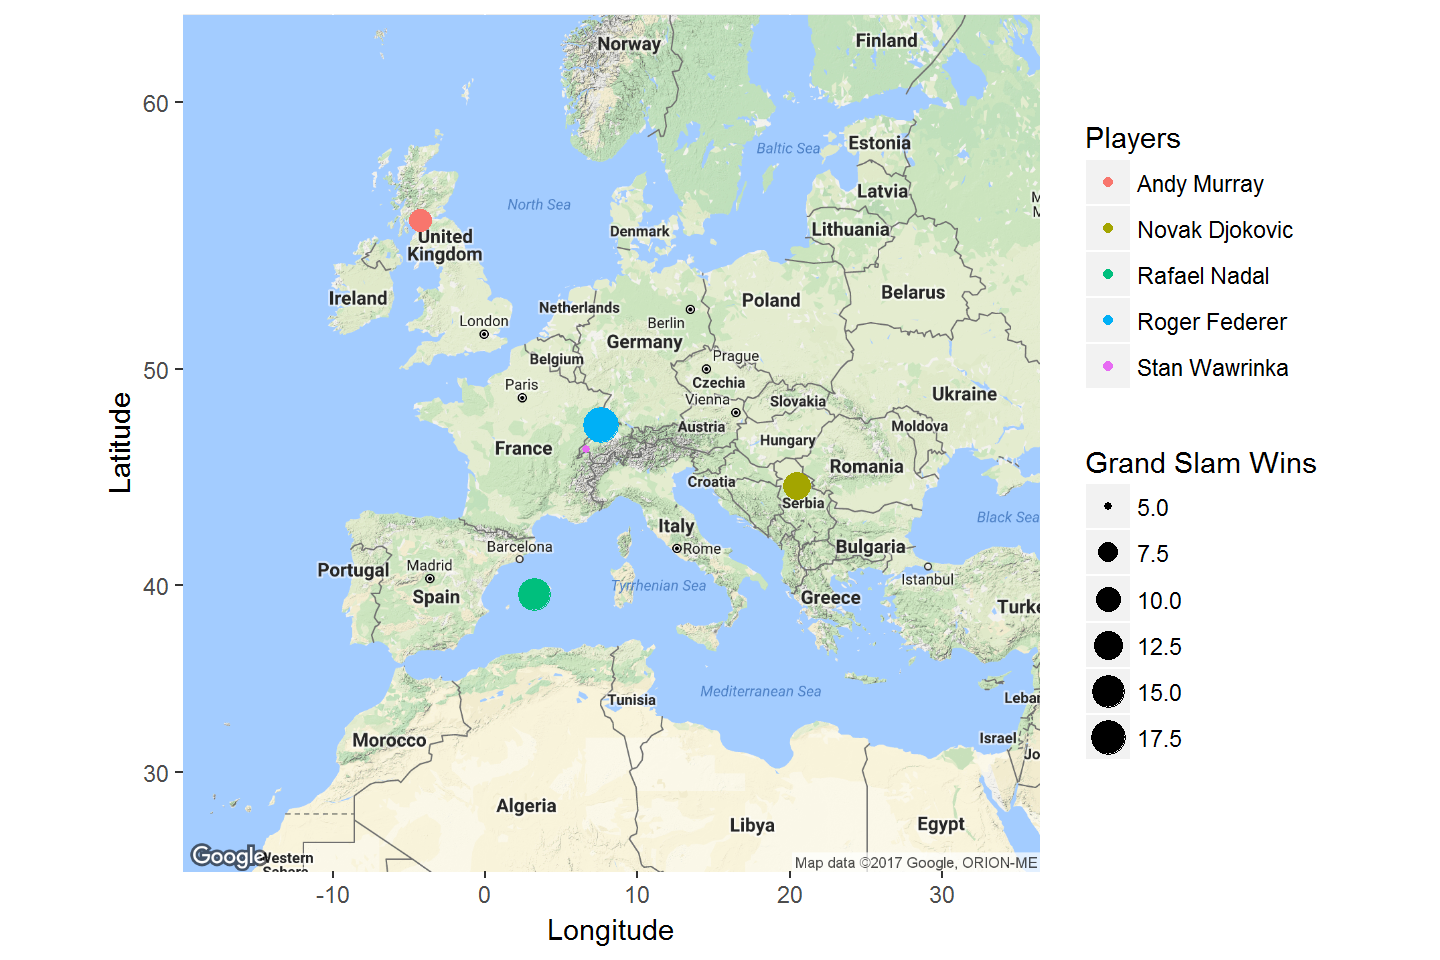 Norway
Finland
60
Baltic Sea
Estonia
North Sea
Latvia
Lithuania
Denmark
United
Kingdom
Ireland
London
Netherlands
Berlin
Germany
Poland
Belarus
50
Belgium
Prague
Czechia
Paris
Vienna
Slovakia
Ukraine
Austria
Moldova
France
Hungary
Romania
Croatia
Serbia
Black Sea
Italy
Barcelona
Rome
Bulgaria
Portugal
Madrid
Istanbul
40
Spain
Tyrrhenian Sea
Greece
Turke
Mediterranean Sea
Tunisia
Leba
Morocco
Israel
Jo
30
Algeria
Libya
Egypt
Google
Western
Sahara
Map data ©2017 Google, ORION-ME
-10
0
10
20
30
Longitude
Latitude
Players
Andy Murray
Novak Djokovic
Rafael Nadal
Roger Federer
Stan Wawrinka
Grand Slam Wins
5.0
7.5
10.0
12.5
15.0
17.5